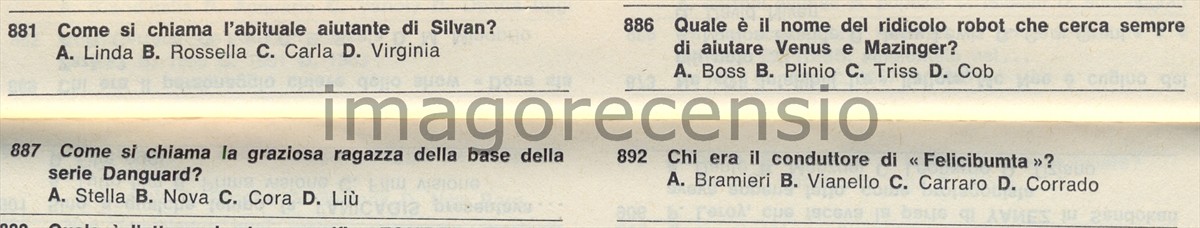 881 Come si chiama l'abituale aiutante di Silvan?
A. Linda B. Rossella C. Carla D. Virginia
886 Quale è il nome del ridicolo robot che cerca sempre
di aiutare Venus e Mazinger?
A. Boss B. Plinio C. Triss D. Cob
imagorecensio
887 Come si chiama la graziosa ragazza della base della
serie Danguard?
A. Stella B. Nova C. Cora D. Liù
892 Chi era il conduttore di « Felicibumta »?
A. Bramieri B. Vianello C. Carraro D. Corrado